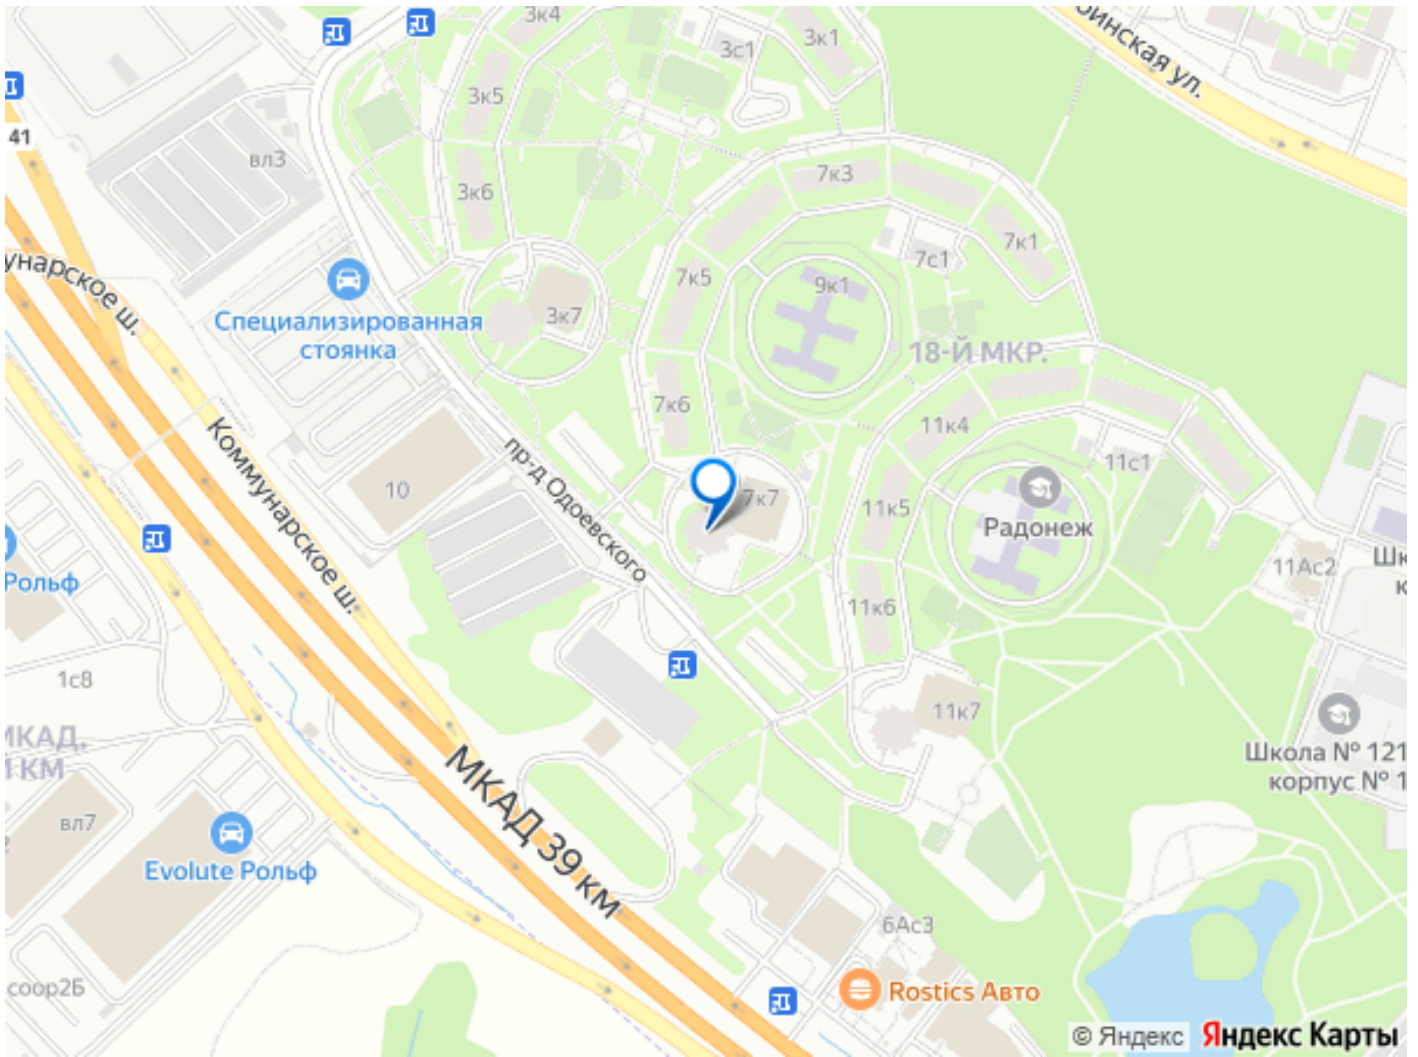 3к4
3к1
3с1
инская ул.
3к5
41
вл3
7к3
3к6
7к1
унарское ш.
7с1
7к5
9к1
Специализированная
стоянка
3к7
18-Й МКР.
7к6
11к4
Коммунарское ш.
пр-д Одоевского
11с1
10
7к7
11к5
Радонеж
Шк
к
11Ас2
Рольф
11к6
1с8
11к7
МКАД,
КМ
Школа № 121
корпус № 1
МКАД 39 км
вл7
Evolute Рольф
6Ас3
соор2Б
Rostics Авто
© Яндекс Яндекс Карты